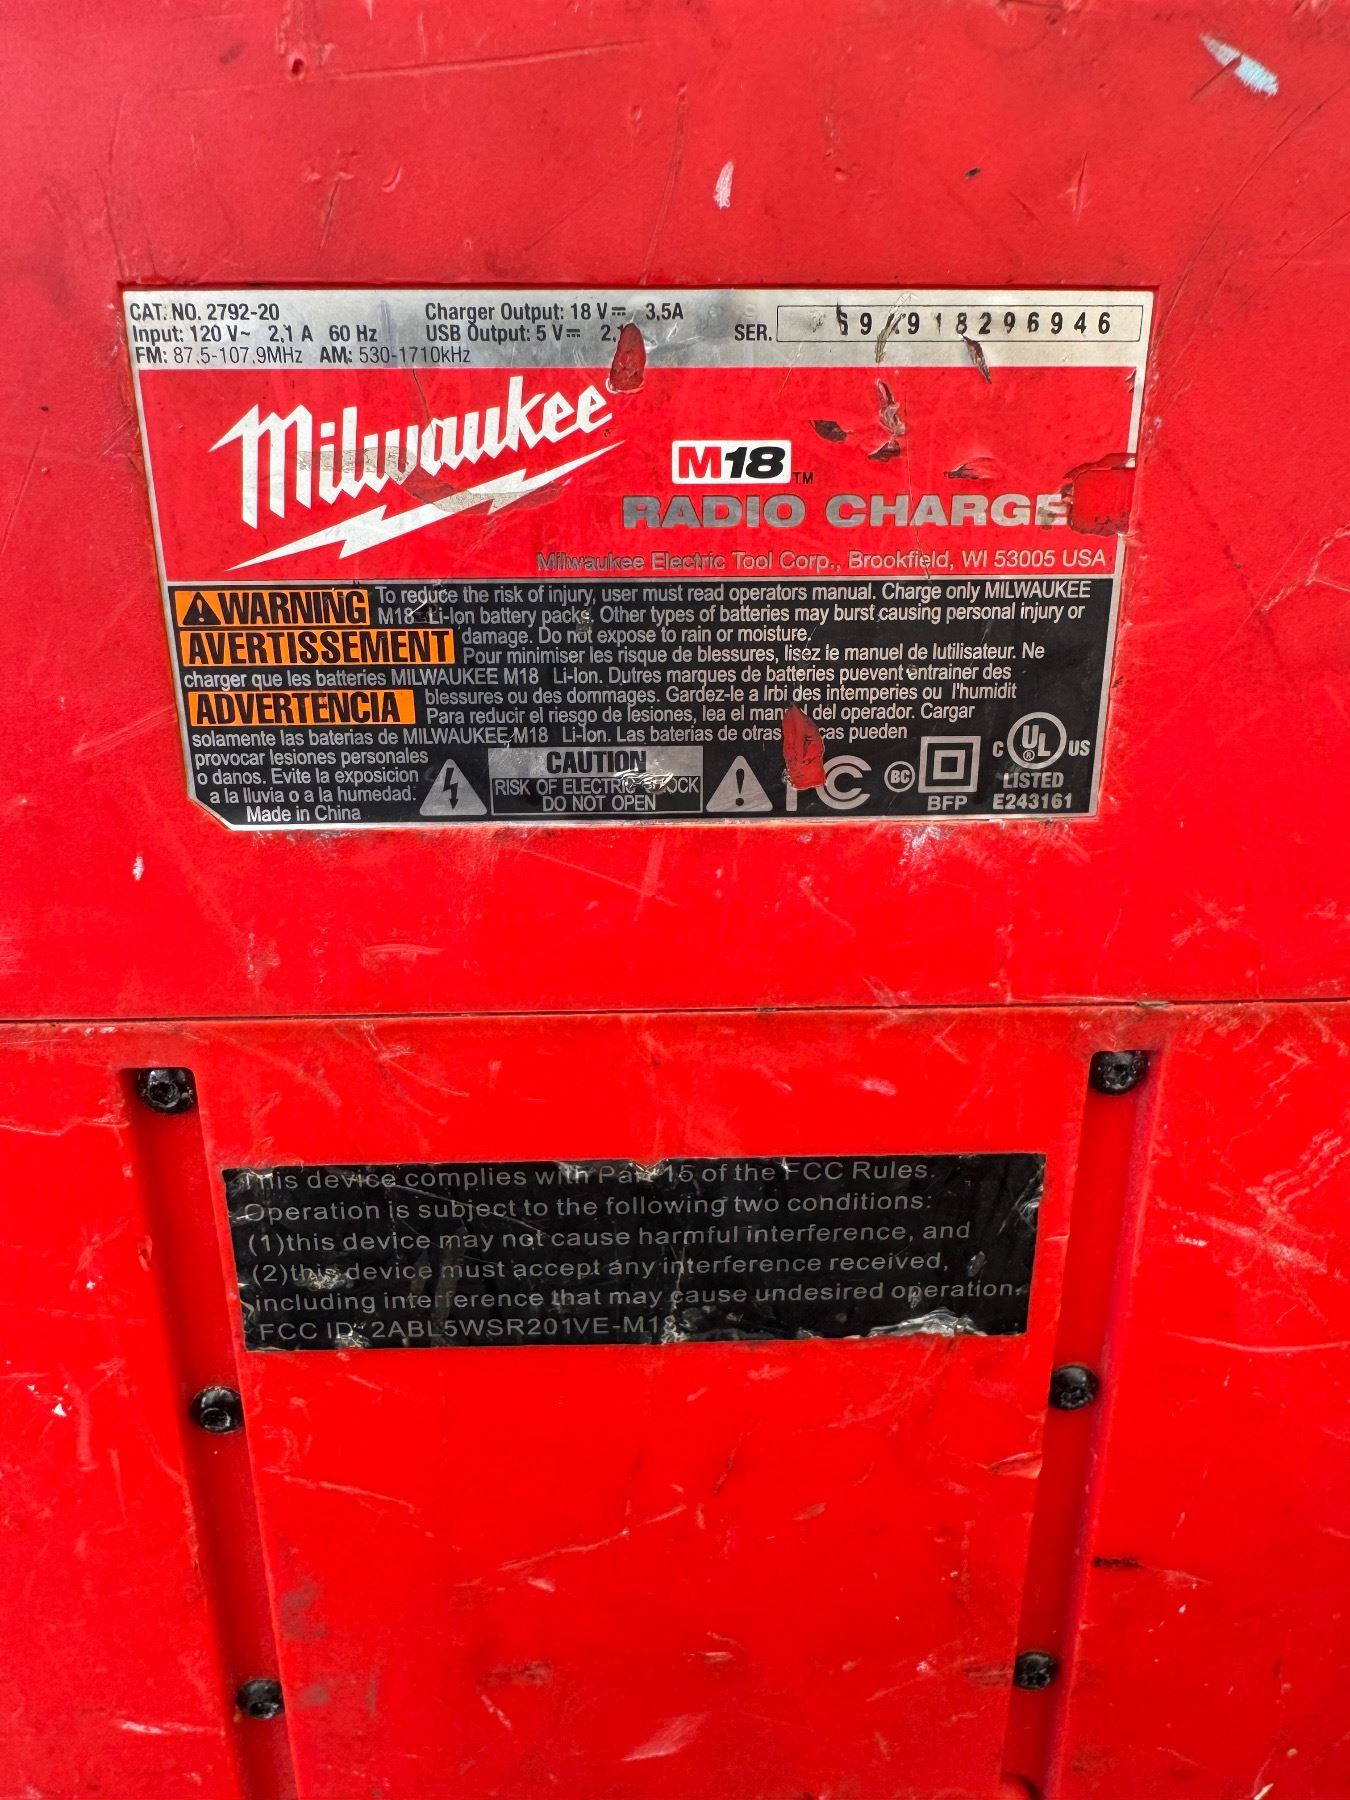 CAT. NO. 2792-20
Input: 120 V~ 2,1 A 60 Hz
FM: 87,5-107,9MHz AM: 530-1710kHz
Charger Output: 18 V⎓ 3,5A
USB Output: 5 V⎓
SER.
918296946
Milwaukee
M18™
RADIO CHARGE
Milwaukee Electric Tool Corp., Brookfield, WI 53005 USA
WARNING To reduce the risk of injury, user must read operators manual. Charge only MILWAUKEE
M18 Li-Ion battery packs. Other types of batteries may burst causing personal injury or
damage. Do not expose to rain or moisture.
AVERTISSEMENT Pour minimiser les risque de blessures, lisez le manuel de lutilisateur. Ne
charger que les batteries MILWAUKEE M18 Li-Ion. Dutres marques de batteries puevent entrainer des
blessures ou des dommages. Gardez-le a lrbi des intemperies ou l'humidit
ADVERTENCIA Para reducir el riesgo de lesiones, lea el manual del operador. Cargar
solamente las baterias de MILWAUKEE M18 Li-Ion. Las baterias de otras pueden
provocar lesiones personales
o danos. Evite la exposicion
a la lluvia o a la humedad.
Made in China
CAUTION
RISK OF ELECTRIC SHOCK
DO NOT OPEN
FC
BC
BFP
C UL® US
LISTED
E243161
This device complies with Part 15 of the FCC Rules.
Operation is subject to the following two conditions:
(1)this device may not cause harmful interference, and
(2)this device must accept any interference received,
including interference that may cause undesired operation.
FCC ID: 2ABL5WSR201VE-M18